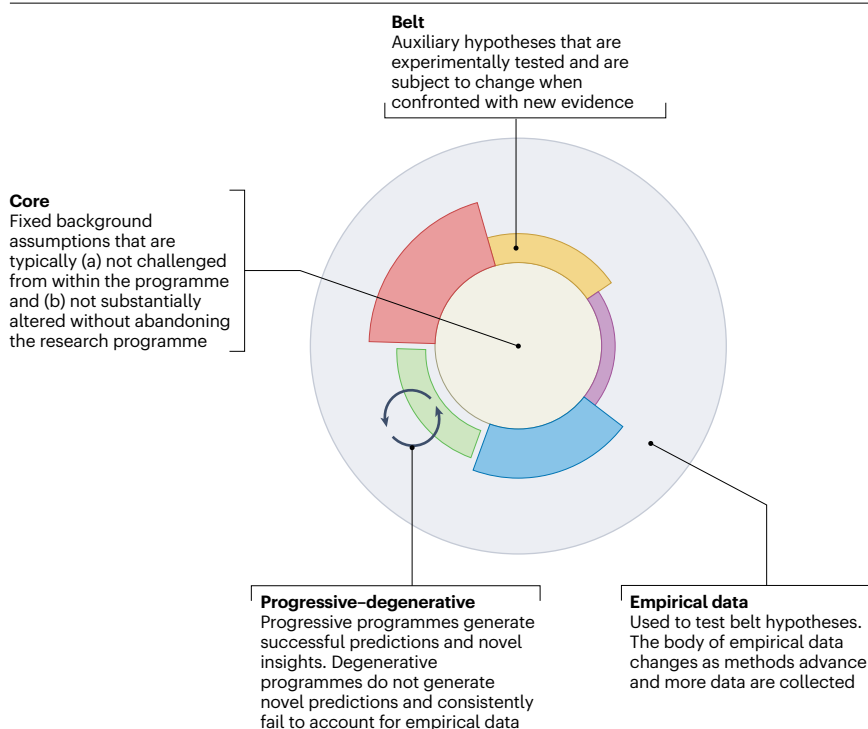 Belt
Auxiliary hypotheses that are
experimentally tested and are
subject to change when
confronted with new evidence
Core
Fixed background
assumptions that are
typically (a) not challenged
from within the programme
and (b) not substantially
altered without abandoning
the research programme
Progressive–degenerative
Progressive programmes generate
successful predictions and novel
insights. Degenerative
programmes do not generate
novel predictions and consistently
fail to account for empirical data
Empirical data
Used to test belt hypotheses.
The body of empirical data
changes as methods advance
and more data are collected